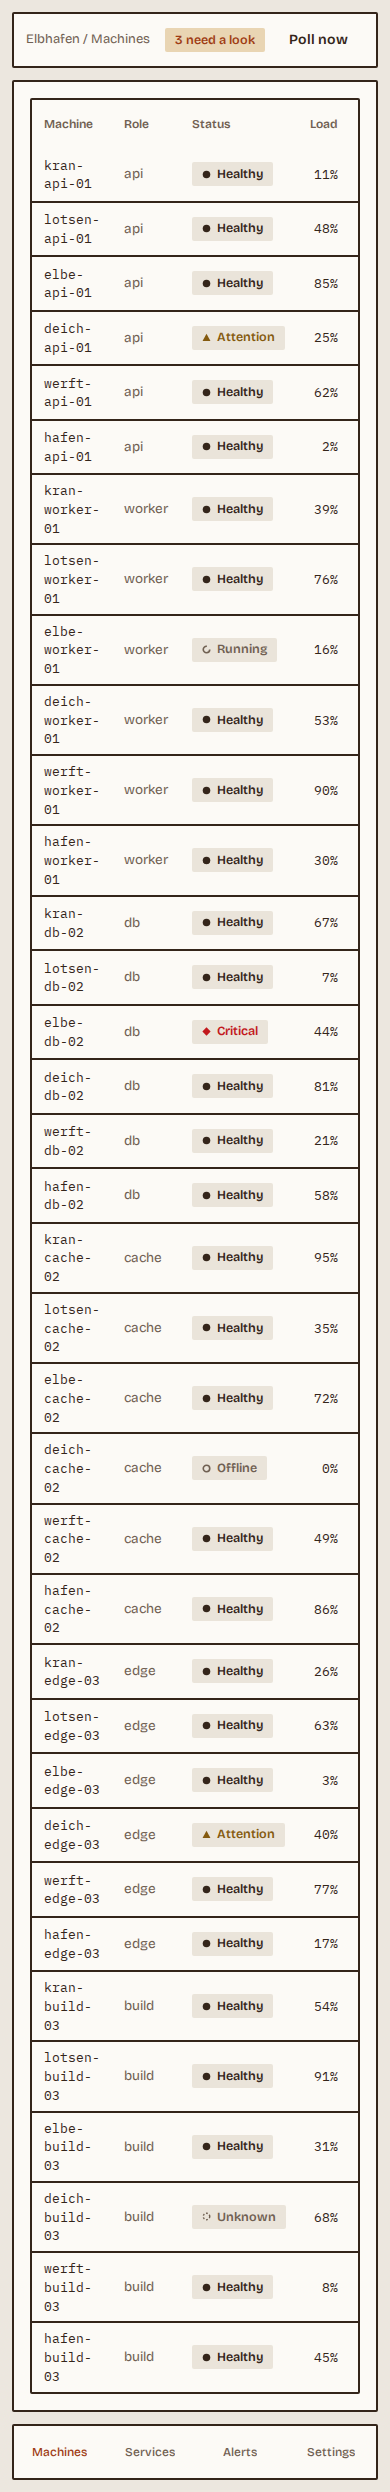 Elbhafen / Machines 3 need a look Poll now
Machine Role Status Load
kran-
api-01 api Healthy 11%
lotsen-
api-01 api Healthy 48%
elbe-
api-01 api Healthy 85%
deich-
api-01 api Attention 25%
werft-
api-01 api Healthy 62%
hafen-
api-01 api Healthy 2%
kran-
worker- worker Healthy 39%
01
lotsen-
worker- worker Healthy 76%
01
elbe-
worker- worker Running 16%
01
deich-
worker- worker Healthy 53%
01
werft-
worker- worker Healthy 90%
01
hafen-
worker- worker Healthy 30%
01
kran-
db-02 db Healthy 67%
lotsen-
db-02 db Healthy 7%
elbe-
db-02 db Critical 44%
deich-
db-02 db Healthy 81%
werft-
db-02 db Healthy 21%
hafen-
db-02 db Healthy 58%
kran-
cache- cache Healthy 95%
02
lotsen-
cache- cache Healthy 35%
02
elbe-
cache- cache Healthy 72%
02
deich-
cache- cache Offline 0%
02
werft-
cache- cache Healthy 49%
02
hafen-
cache- cache Healthy 86%
02
kran-
edge-03 edge Healthy 26%
lotsen-
edge-03 edge Healthy 63%
elbe-
edge-03 edge Healthy 3%
deich-
edge-03 edge Attention 40%
werft-
edge-03 edge Healthy 77%
hafen-
edge-03 edge Healthy 17%
kran-
build- build Healthy 54%
03
lotsen-
build- build Healthy 91%
03
elbe-
build- build Healthy 31%
03
deich-
build- build Unknown 68%
03
werft-
build- build Healthy 8%
03
hafen-
build- build Healthy 45%
03
Machines Services Alerts Settings